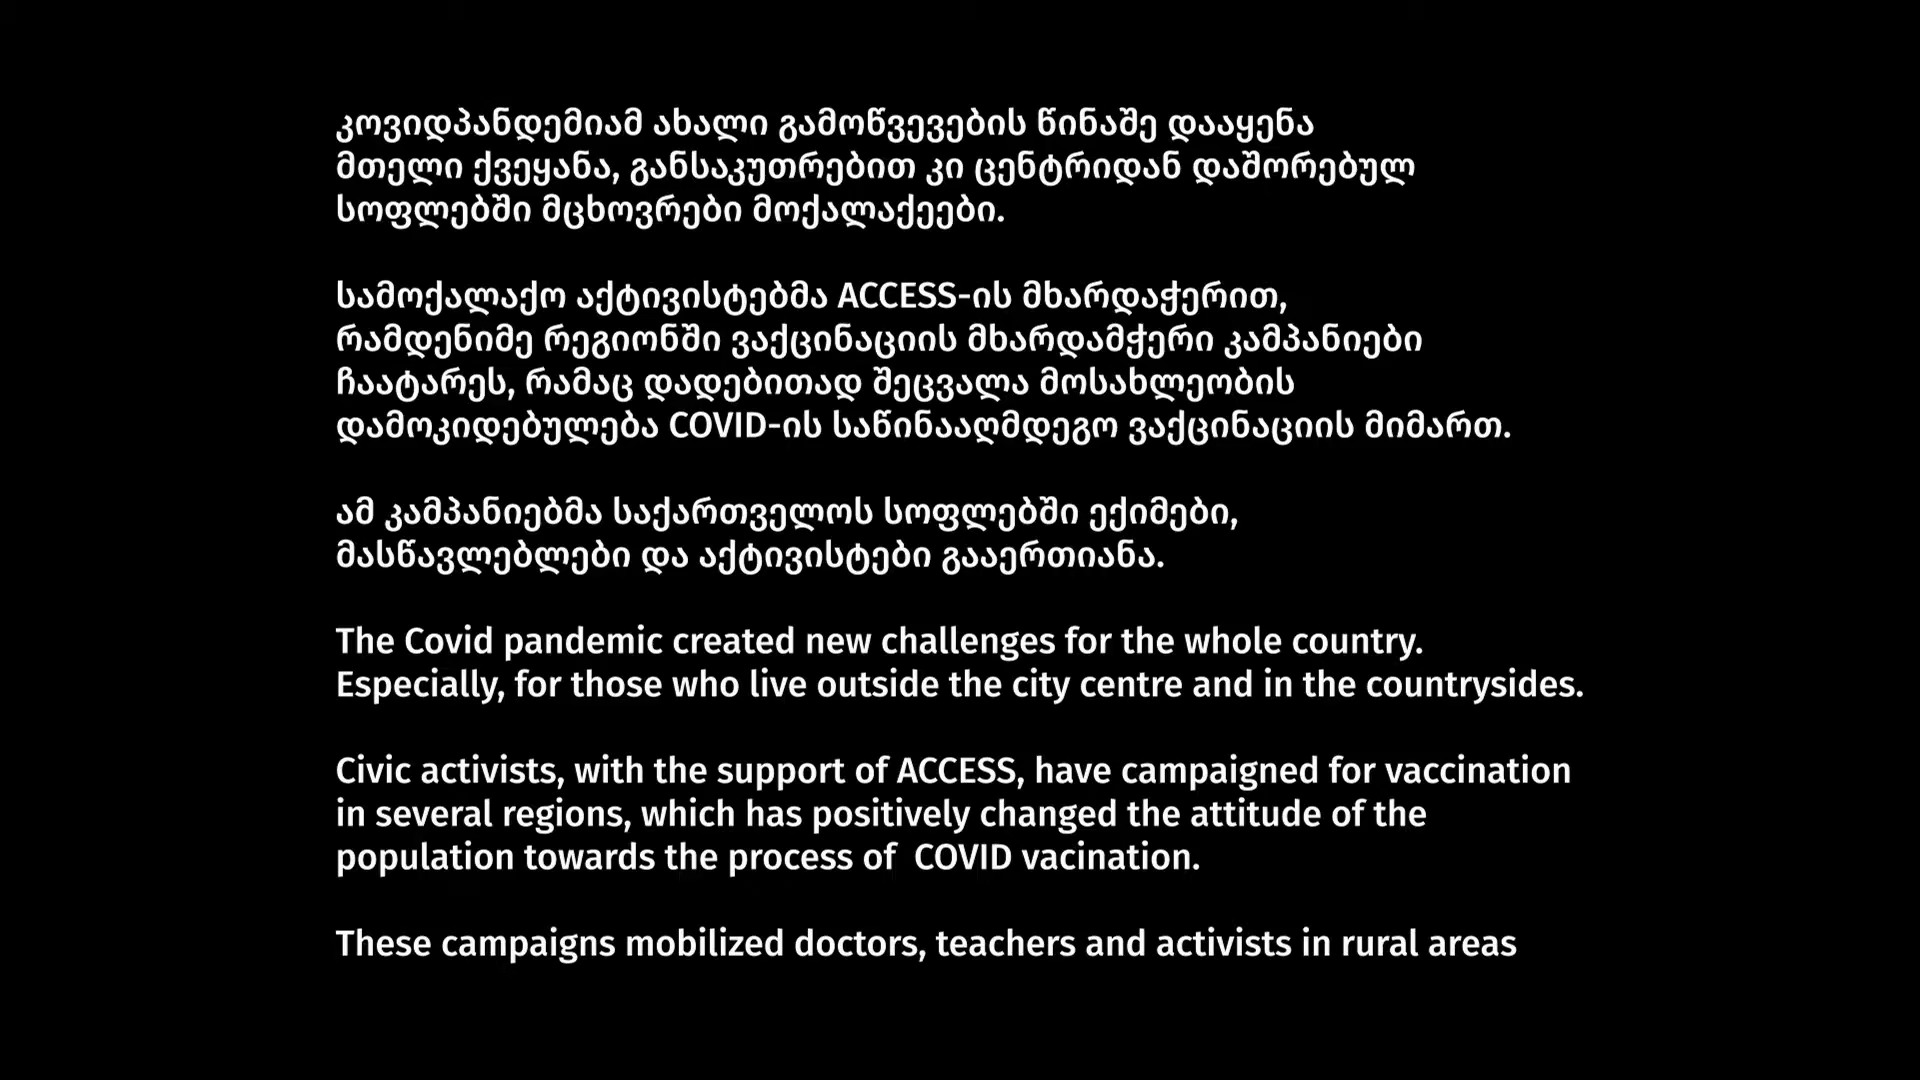 კოვიდპანდემიამ ახალი გამოწვევების წინაშე დააყენა
მთელი ქვეყანა, განსაკუთრებით კი ცენტრიდან დაშორებულ
სოფლებში მცხოვრები მოქალაქეები.
სამოქალაქო აქტივისტებმა ACCESS-ის მხარდაჭერით,
რამდენიმე რეგიონში ვაქცინაციის მხარდამჭერი კამპანიები
ჩაატარეს, რამაც დადებითად შეცვალა მოსახლეობის
დამოკიდებულება COVID-ის საწინააღმდეგო ვაქცინაციის მიმართ.
ამ კამპანიებმა საქართველოს სოფლებში ექიმები,
მასწავლებლები და აქტივისტები გააერთიანა.
The Covid pandemic created new challenges for the whole country.
Especially, for those who live outside the city centre and in the countrysides.
Civic activists, with the support of ACCESS, have campaigned for vaccination
in several regions, which has positively changed the attitude of the
population towards the process of  COVID vacination.
These campaigns mobilized doctors, teachers and activists in rural areas